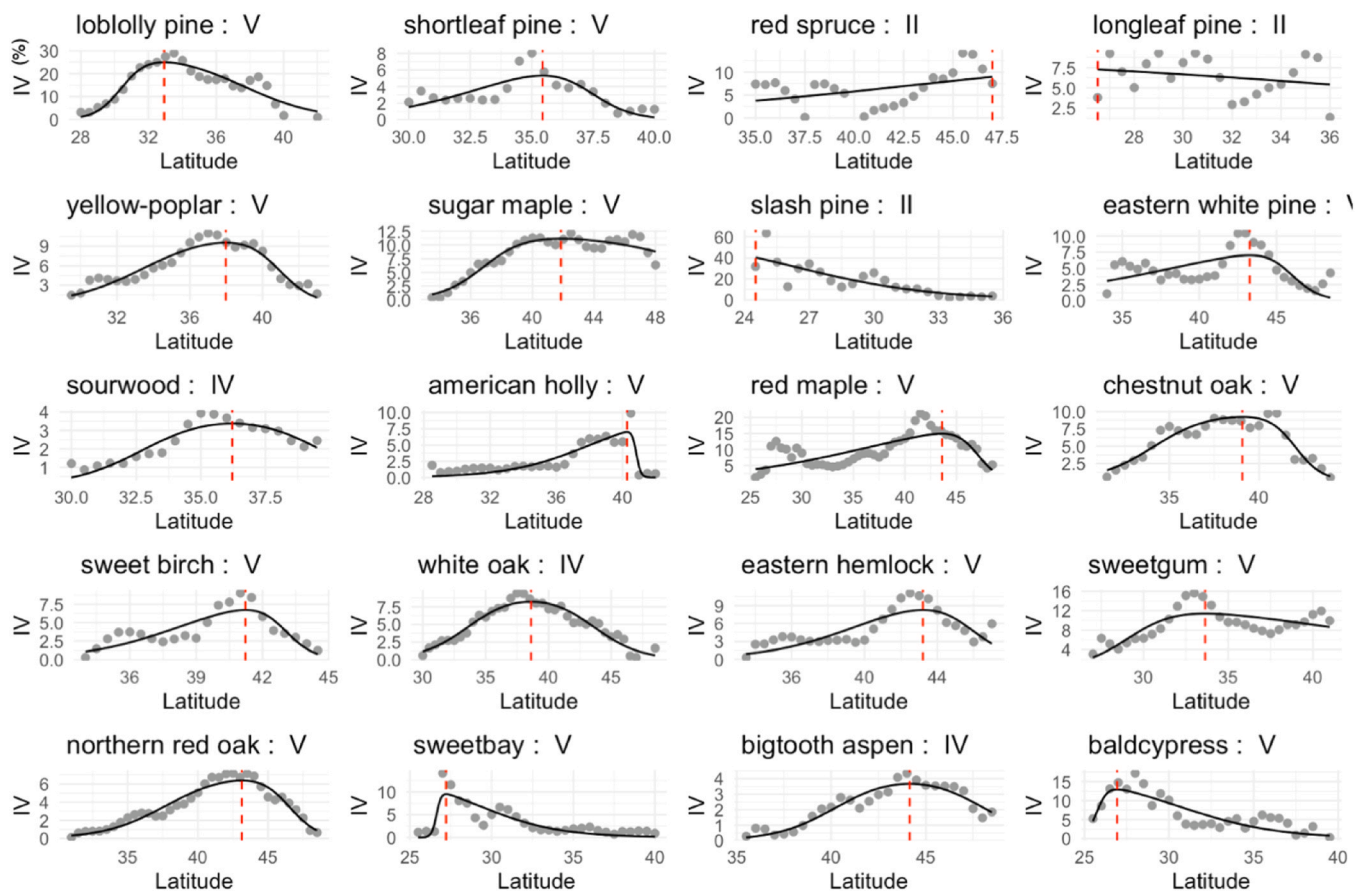 loblolly pine : V
shortleaf pine : V
red spruce : II
longleaf pine : II
IV (%)
30
20
10
0
28 32 36 40
Latitude
IV
8
6
4
2
0
30.0 32.5 35.0 37.5 40.0
Latitude
IV
10
5
0
35.0 37.5 40.0 42.5 45.0 47.5
Latitude
IV
7.5
5.0
2.5
28 30 32 34 36
Latitude
yellow-poplar : V
sugar maple : V
slash pine : II
eastern white pine : V
IV
9
6
3
32 36 40
Latitude
IV
12.5
10.0
7.5
5.0
2.5
0.0
36 40 44 48
Latitude
IV
60
40
20
0
24 27 30 33 36
Latitude
IV
10.0
7.5
5.0
2.5
0.0
35 40 45
Latitude
sourwood : IV
american holly : V
red maple : V
chestnut oak : V
IV
4
3
2
1
30.0 32.5 35.0 37.5
Latitude
IV
10.0
7.5
5.0
2.5
0.0
28 32 36 40
Latitude
IV
20
15
10
5
25 30 35 40 45
Latitude
IV
10.0
7.5
5.0
2.5
35 40
Latitude
sweet birch : V
white oak : IV
eastern hemlock : V
sweetgum : V
IV
7.5
5.0
2.5
0.0
36 39 42 45
Latitude
IV
7.5
5.0
2.5
0.0
30 35 40 45
Latitude
IV
9
6
3
0
36 40 44
Latitude
IV
16
12
8
4
30 35 40
Latitude
northern red oak : V
sweetbay : V
bigtooth aspen : IV
baldcypress : V
IV
6
4
2
0
35 40 45
Latitude
IV
10
5
0
25 30 35 40
Latitude
IV
4
3
2
1
0
35 40 45
Latitude
IV
15
10
5
0
25 30 35 40
Latitude